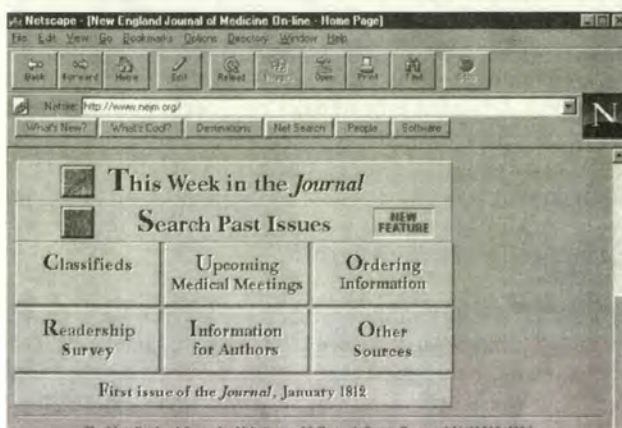 Netscape - [New England Journal of Medicine On-line - Home Page]
File Edit View Go Bookmarks Options Directory Window Help
Back Forward Home Edit Reload Images Open Print Find Stop
Netsite: http://www.nejm.org/
What's New? What's Cool? Destinations Net Search People Software
N
This Week in the Journal
Search Past Issues NEW FEATURE
Classifieds Upcoming Medical Meetings Ordering Information
Readership Survey Information for Authors Other Sources
First issue of the Journal, January 1812